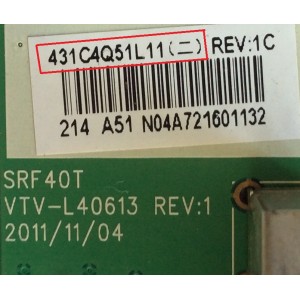 431C4Q51L11(二) REV:1C
214 A51 N04A721601132
SRF40T
VTV-L40613 REV:1
2011/11/04